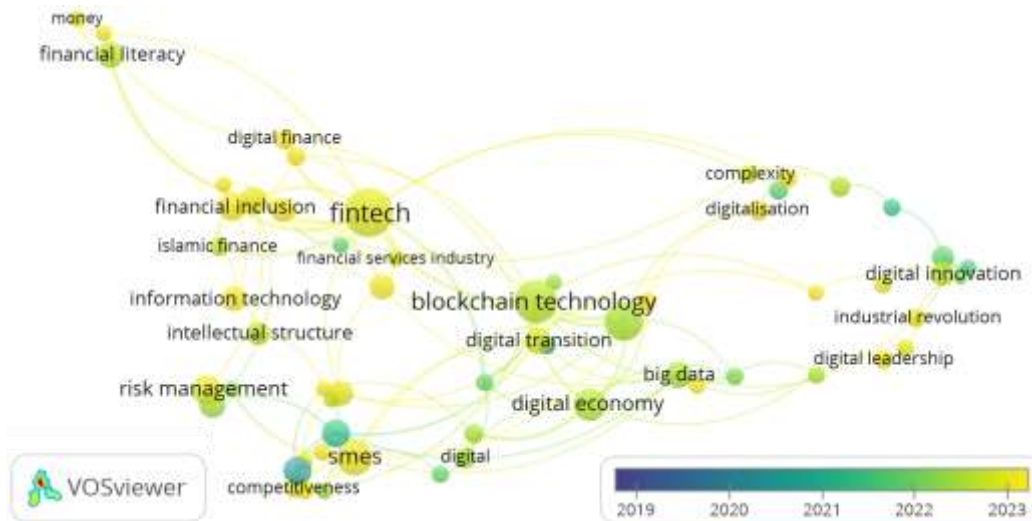 money
financial literacy
digital finance
complexity
financial inclusion
fintech
digitalisation
islamic finance
financial services industry
digital innovation
information technology
blockchain technology
industrial revolution
intellectual structure
digital transition
digital leadership
risk management
big data
digital economy
smes
digital
competitiveness
VOSviewer
2019 2020 2021 2022 2023